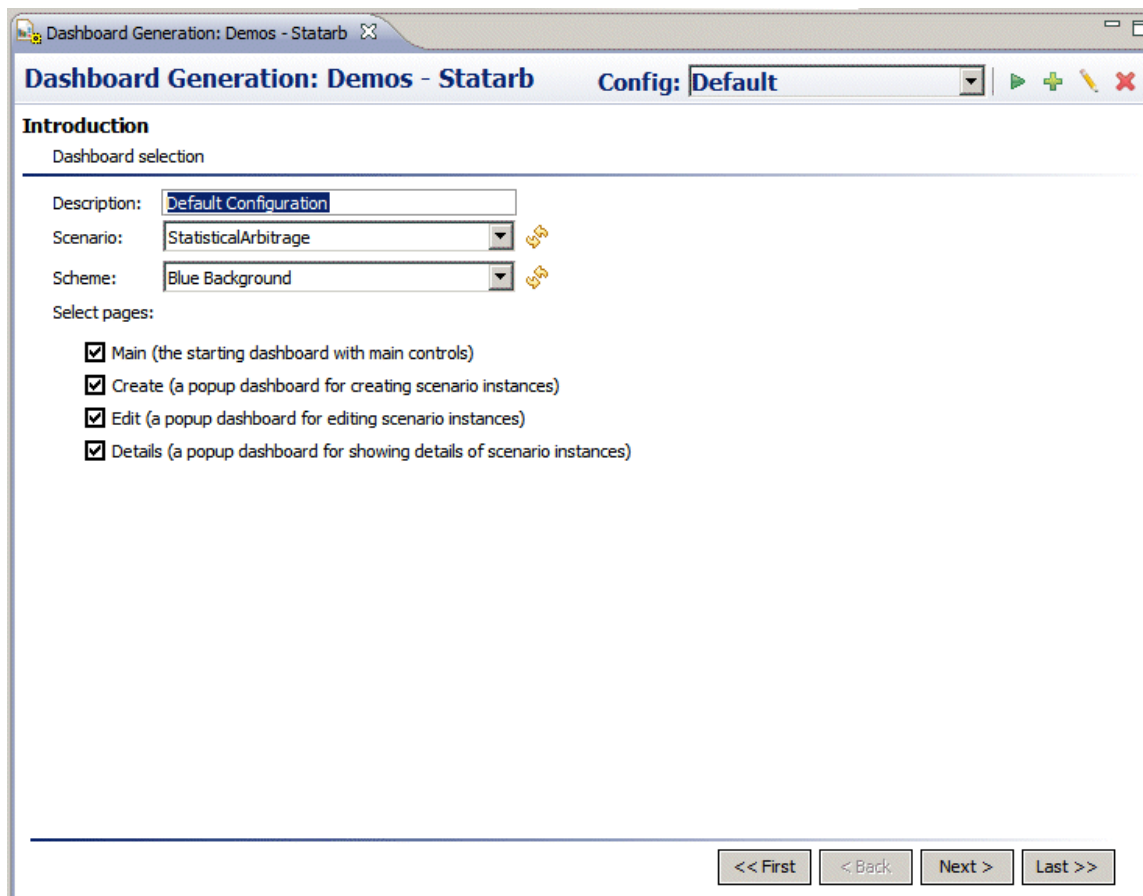 Dashboard Generation: Demos - Statarb
Dashboard Generation: Demos - Statarb Config: Default
Introduction
Dashboard selection
Description: Default Configuration
Scenario: StatisticalArbitrage
Scheme: Blue Background
Select pages:
Main (the starting dashboard with main controls)
Create (a popup dashboard for creating scenario instances)
Edit (a popup dashboard for editing scenario instances)
Details (a popup dashboard for showing details of scenario instances)
<< First < Back Next > Last >>